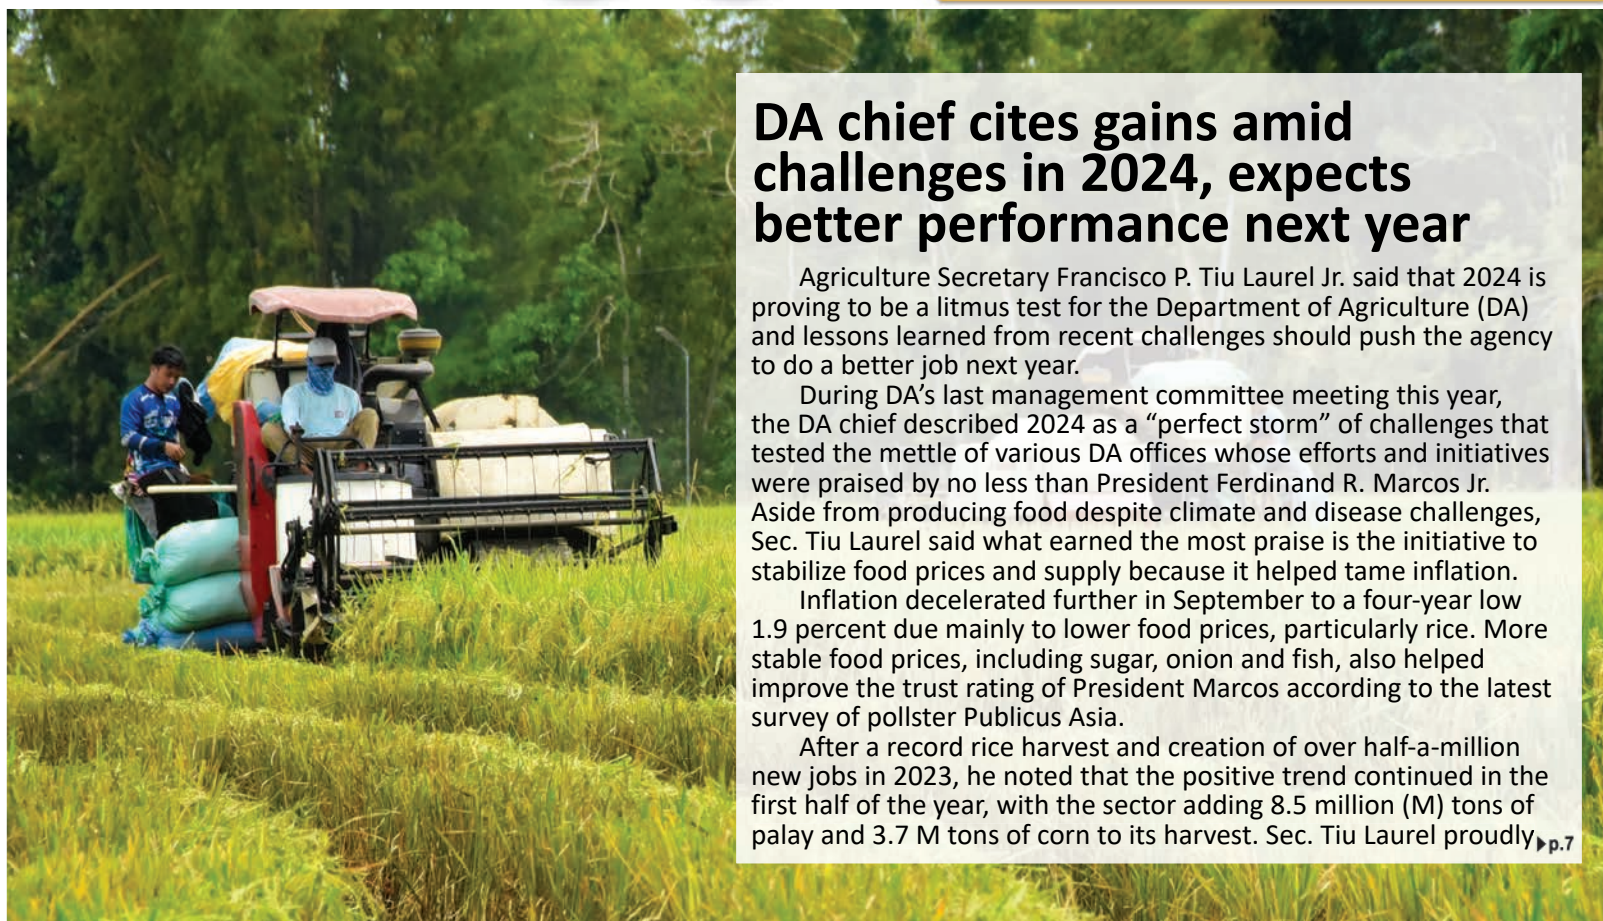 DA chief cites gains amid
challenges in 2024, expects
better performance next year
Agriculture Secretary Francisco P. Tiu Laurel Jr. said that 2024 is
proving to be a litmus test for the Department of Agriculture (DA)
and lessons learned from recent challenges should push the agency
to do a better job next year.
During DA’s last management committee meeting this year,
the DA chief described 2024 as a “perfect storm” of challenges that
tested the mettle of various DA offices whose efforts and initiatives
were praised by no less than President Ferdinand R. Marcos Jr.
Aside from producing food despite climate and disease challenges,
Sec. Tiu Laurel said what earned the most praise is the initiative to
stabilize food prices and supply because it helped tame inflation.
Inflation decelerated further in September to a four-year low
1.9 percent due mainly to lower food prices, particularly rice. More
stable food prices, including sugar, onion and fish, also helped
improve the trust rating of President Marcos according to the latest
survey of pollster Publicus Asia.
After a record rice harvest and creation of over half-a-million
new jobs in 2023, he noted that the positive trend continued in the
first half of the year, with the sector adding 8.5 million (M) tons of
palay and 3.7 M tons of corn to its harvest. Sec. Tiu Laurel proudly ▶p.7